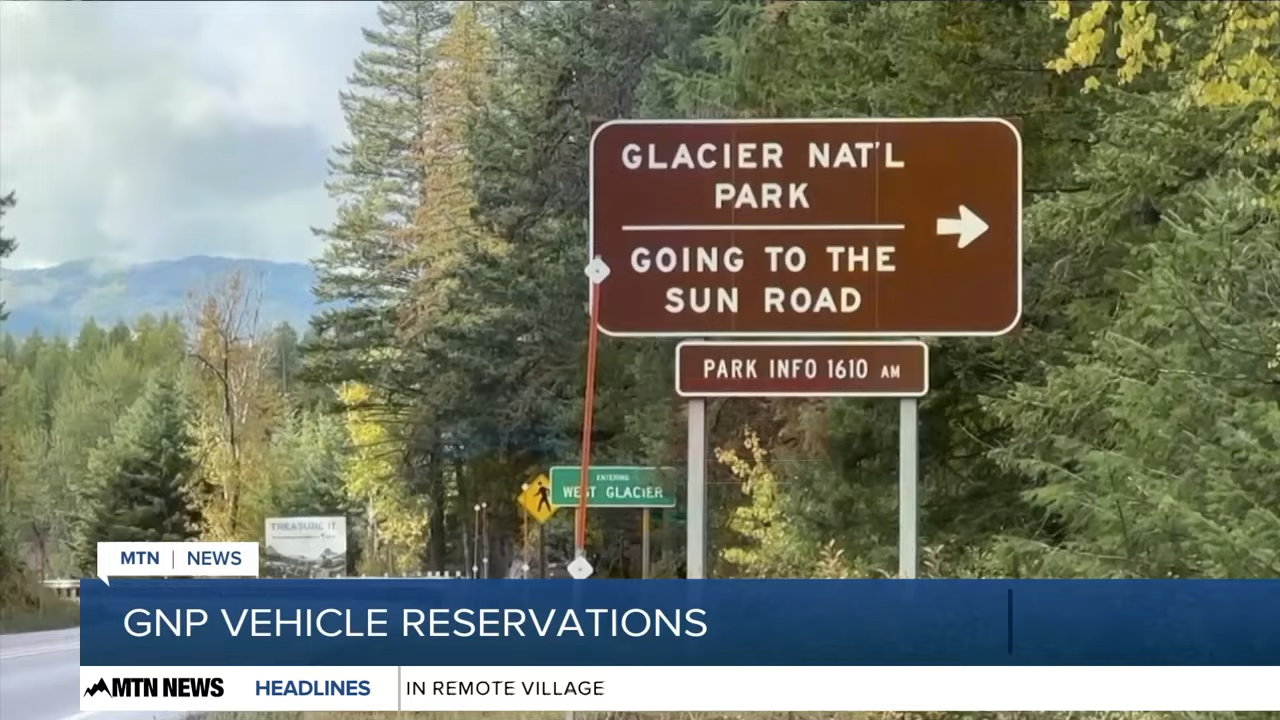 GLACIER NAT'L
PARK
GOING TO THE
SUN ROAD
PARK INFO 1610 AM
ENTERING
WEST GLACIER
TREASURE IT
MTN | NEWS
GNP VEHICLE RESERVATIONS
MTN NEWS HEADLINES IN REMOTE VILLAGE